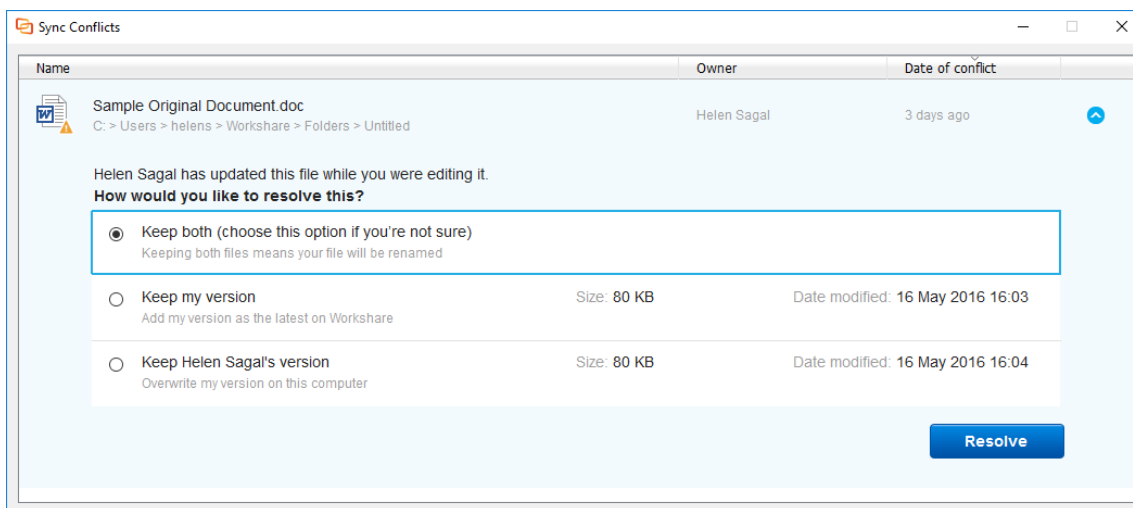 Sync Conflicts
Name Owner Date of conflict
Sample Original Document.doc
C: > Users > helens > Workshare > Folders > Untitled
Helen Sagal 3 days ago
Helen Sagal has updated this file while you were editing it.
How would you like to resolve this?
Keep both (choose this option if you're not sure)
Keeping both files means your file will be renamed
Keep my version Size: 80 KB Date modified: 16 May 2016 16:03
Add my version as the latest on Workshare
Keep Helen Sagal's version Size: 80 KB Date modified: 16 May 2016 16:04
Overwrite my version on this computer
Resolve